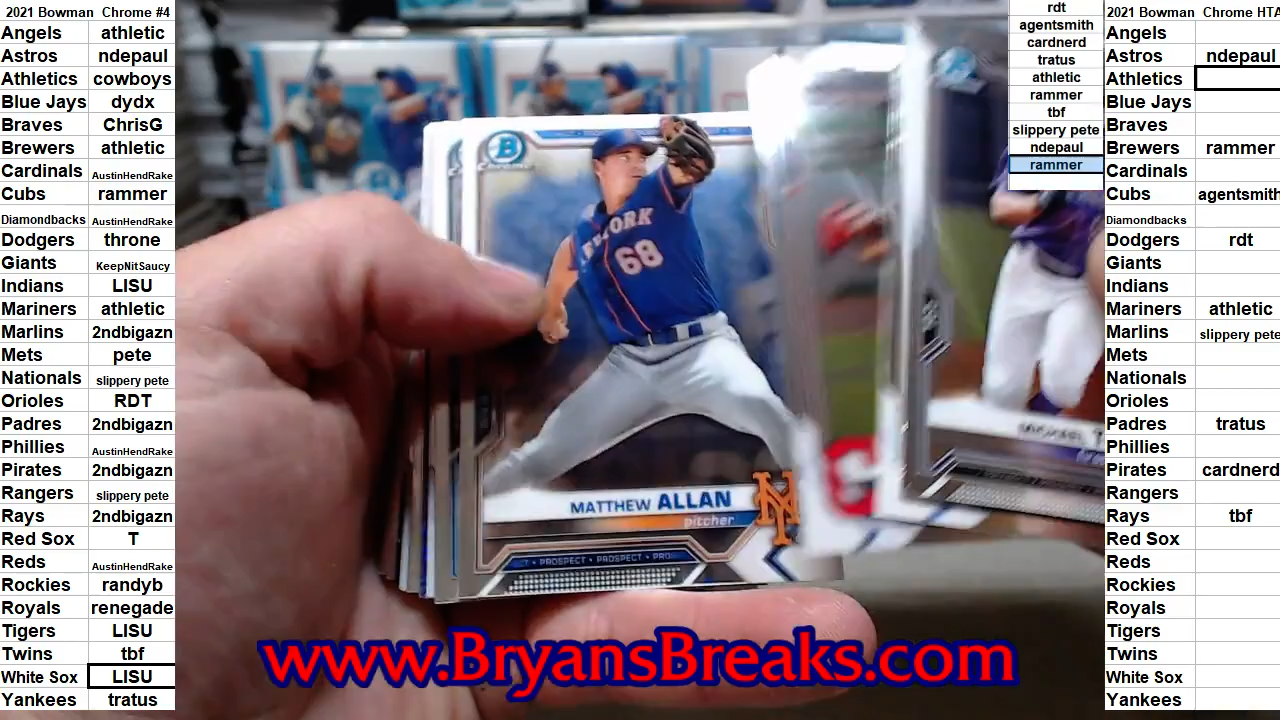 2021 Bowman Chrome #4
Angels athletic
Astros ndepaul
Athletics cowboys
Blue Jays dydx
Braves ChrisG
Brewers athletic
Cardinals AustinHendRake
Cubs rammer
Diamondbacks AustinHendRake
Dodgers throne
Giants KeepNitSaucy
Indians LISU
Mariners athletic
Marlins 2ndbigazn
Mets pete
Nationals slippery pete
Orioles RDT
Padres 2ndbigazn
Phillies AustinHendRake
Pirates 2ndbigazn
Rangers slippery pete
Rays 2ndbigazn
Red Sox T
Reds AustinHendRake
Rockies randyb
Royals renegade
Tigers LISU
Twins tbf
White Sox LISU
Yankees tratus
B
Chrome
NEW YORK
68
MATTHEW ALLAN
pitcher
NY
PROSPECT • PROSPECT • PRO
MICHAEL
www.BryansBreaks.com
rdt
agentsmith
cardnerd
tratus
athletic
rammer
tbf
slippery pete
ndepaul
rammer
2021 Bowman Chrome HTA
Angels
Astros ndepaul
Athletics
Blue Jays
Braves
Brewers rammer
Cardinals
Cubs agentsmith
Diamondbacks
Dodgers rdt
Giants
Indians
Mariners athletic
Marlins slippery pete
Mets
Nationals
Orioles
Padres tratus
Phillies
Pirates cardnerd
Rangers
Rays tbf
Red Sox
Reds
Rockies
Royals
Tigers
Twins
White Sox
Yankees